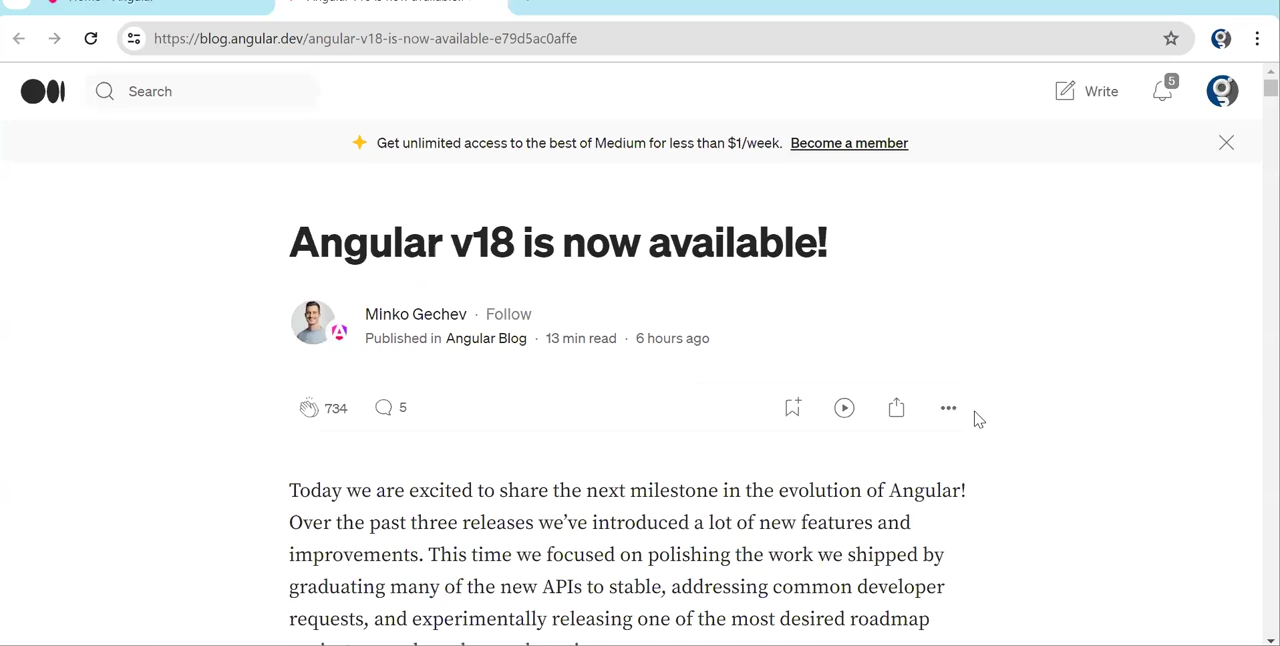 https://blog.angular.dev/angular-v18-is-now-available-e79d5ac0affe
Search
Write
5
Get unlimited access to the best of Medium for less than $1/week. Become a member
Angular v18 is now available!
Minko Gechev · Follow
Published in Angular Blog · 13 min read · 6 hours ago
734
5
Today we are excited to share the next milestone in the evolution of Angular!
Over the past three releases we’ve introduced a lot of new features and
improvements. This time we focused on polishing the work we shipped by
graduating many of the new APIs to stable, addressing common developer
requests, and experimentally releasing one of the most desired roadmap